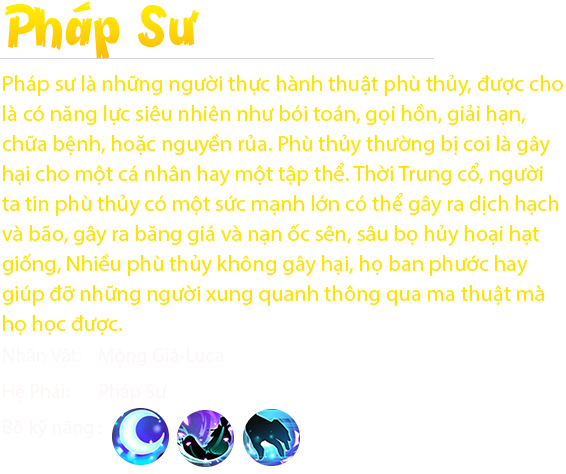 Pháp Sư
Pháp sư là những người thực hành thuật phù thủy, được cho
là có năng lực siêu nhiên như bói toán, gọi hồn, giải hạn,
chữa bệnh, hoặc nguyền rủa. Phù thủy thường bị coi là gây
hại cho một cá nhân hay một tập thể. Thời Trung cổ, người
ta tin phù thủy có một sức mạnh lớn có thể gây ra dịch hạch
và bão, gây ra băng giá và nạn ốc sên, sâu bọ hủy hoại hạt
giống, Nhiều phù thủy không gây hại, họ ban phước hay
giúp đỡ những người xung quanh thông qua ma thuật mà
họ học được.
Nhân Vật: Mộng Giả-Luca
Hệ Phái: Pháp Sư
Bộ kỹ năng :